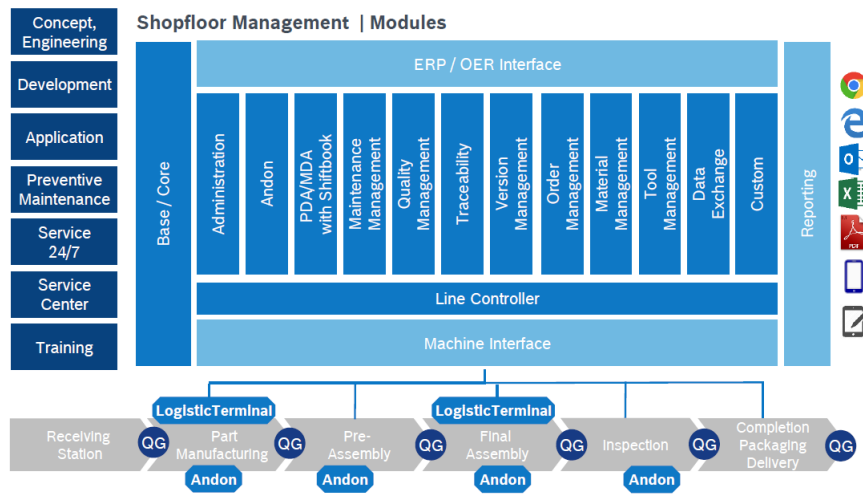 Shopfloor Management | Modules
Concept,
Engineering
Development
Application
Preventive
Maintenance
Service
24/7
Service
Center
Training
Base / Core
ERP / OER Interface
Administration
Andon
PDA/MDA
with Shiftbook
Maintenance
Management
Quality
Management
Traceability
Version
Management
Order
Management
Material
Management
Tool
Management
Data
Exchange
Custom
Reporting
Line Controller
Machine Interface
PDF
LogisticTerminal
LogisticTerminal
Receiving
Station
QG
Part
Manufacturing
QG
Pre-
Assembly
QG
Final
Assembly
QG
Inspection
QG
Completion
Packaging
Delivery
QG
Andon
Andon
Andon
Andon